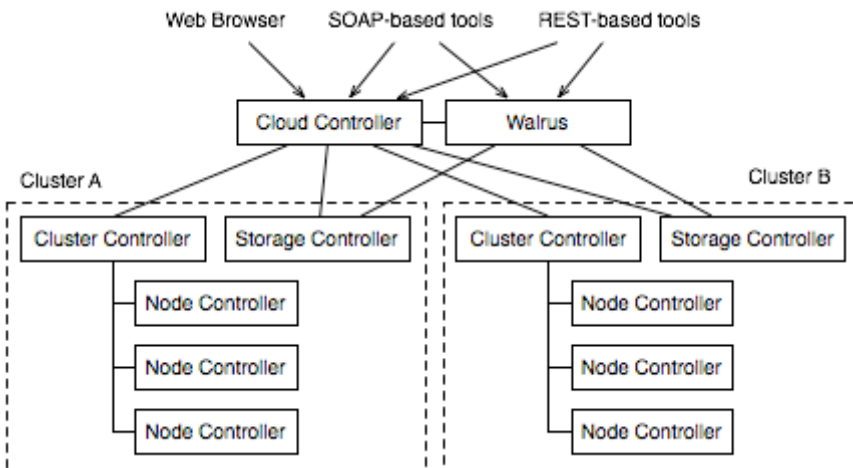 Web Browser
SOAP-based tools
REST-based tools
Cloud Controller
Walrus
Cluster A
Cluster B
Cluster Controller
Storage Controller
Cluster Controller
Storage Controller
Node Controller
Node Controller
Node Controller
Node Controller
Node Controller
Node Controller